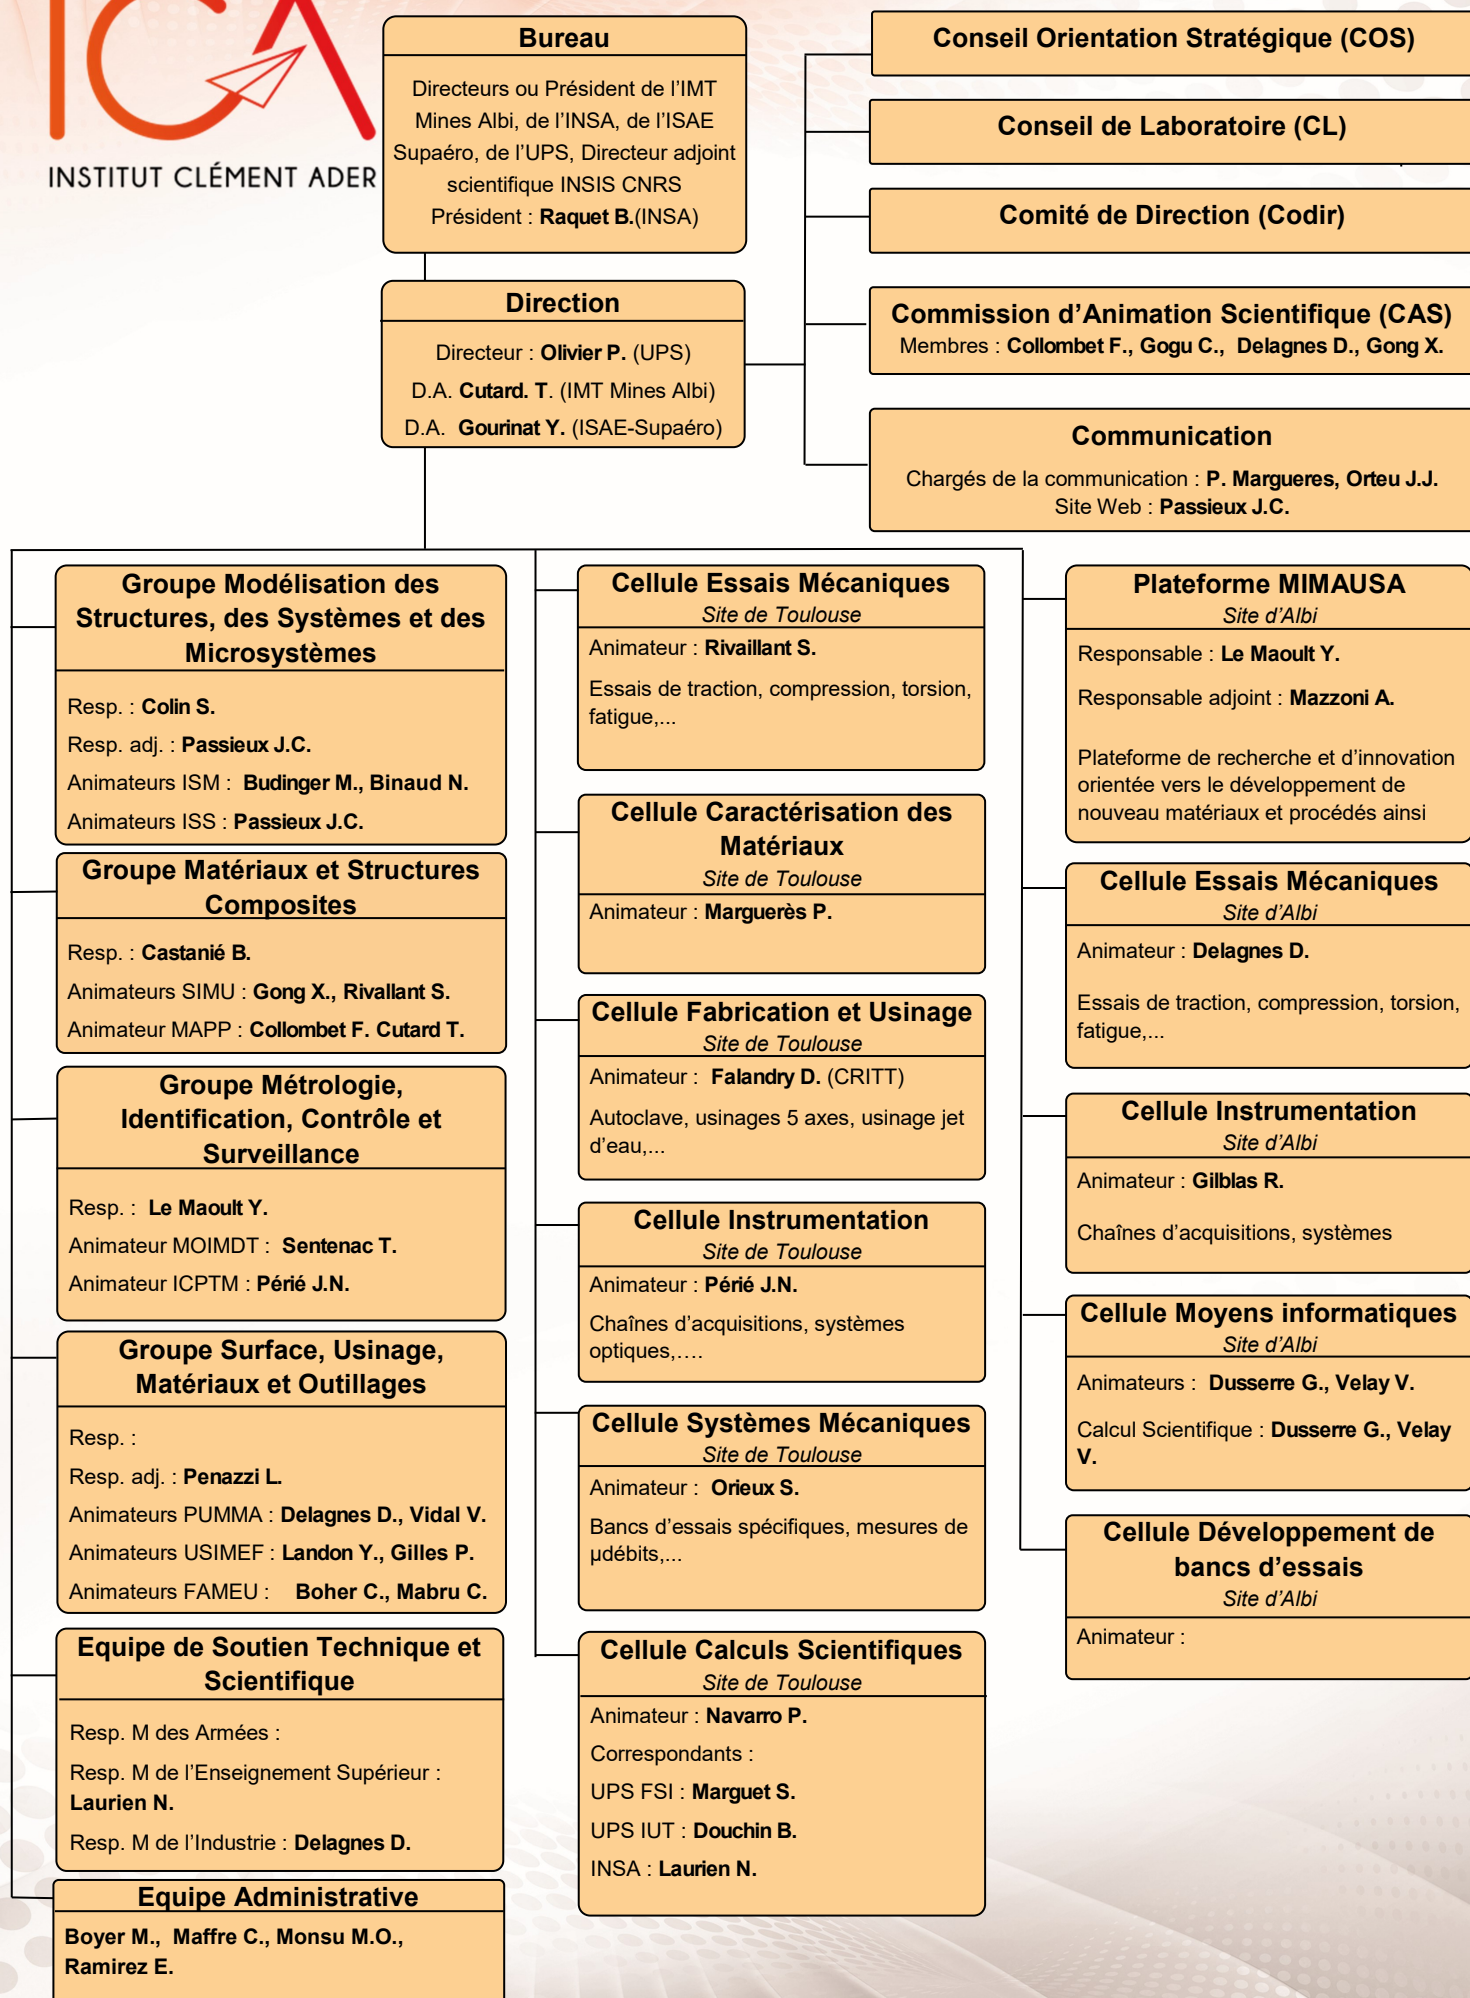 ICA
INSTITUT CLÉMENT ADER
Bureau
Directeurs ou Président de l'IMT
Mines Albi, de l'INSA, de l'ISAE
Supaéro, de l'UPS, Directeur adjoint
scientifique INSIS CNRS
Président : Raquet B.(INSA)
Direction
Directeur : Olivier P. (UPS)
D.A. Cutard. T. (IMT Mines Albi)
D.A. Gourinat Y. (ISAE-Supaéro)
Conseil Orientation Stratégique (COS)
Conseil de Laboratoire (CL)
Comité de Direction (Codir)
Commission d'Animation Scientifique (CAS)
Membres : Collombet F., Gogu C., Delagnes D., Gong X.
Communication
Chargés de la communication : P. Margueres, Orteu J.J.
Site Web : Passieux J.C.
Groupe Modélisation des
Structures, des Systèmes et des
Microsystèmes
Resp. : Colin S.
Resp. adj. : Passieux J.C.
Animateurs ISM : Budinger M., Binaud N.
Animateurs ISS : Passieux J.C.
Groupe Matériaux et Structures
Composites
Resp. : Castanié B.
Animateurs SIMU : Gong X., Rivallant S.
Animateur MAPP : Collombet F. Cutard T.
Groupe Métrologie,
Identification, Contrôle et
Surveillance
Resp. : Le Maoult Y.
Animateur MOIMDT : Sentenac T.
Animateur ICPTM : Périé J.N.
Groupe Surface, Usinage,
Matériaux et Outillages
Resp. :
Resp. adj. : Penazzi L.
Animateurs PUMMA : Delagnes D., Vidal V.
Animateurs USIMEF : Landon Y., Gilles P.
Animateurs FAMEU : Boher C., Mabru C.
Equipe de Soutien Technique et
Scientifique
Resp. M des Armées :
Resp. M de l'Enseignement Supérieur :
Laurien N.
Resp. M de l'Industrie : Delagnes D.
Equipe Administrative
Boyer M., Maffre C., Monsu M.O.,
Ramirez E.
Cellule Essais Mécaniques
Site de Toulouse
Animateur : Rivaillant S.
Essais de traction, compression, torsion,
fatigue,...
Cellule Caractérisation des
Matériaux
Site de Toulouse
Animateur : Marguerès P.
Cellule Fabrication et Usinage
Site de Toulouse
Animateur : Falandry D. (CRITT)
Autoclave, usinages 5 axes, usinage jet
d'eau,...
Cellule Instrumentation
Site de Toulouse
Animateur : Périé J.N.
Chaînes d'acquisitions, systèmes
optiques,….
Cellule Systèmes Mécaniques
Site de Toulouse
Animateur : Orieux S.
Bancs d'essais spécifiques, mesures de
µdébits,...
Cellule Calculs Scientifiques
Site de Toulouse
Animateur : Navarro P.
Correspondants :
UPS FSI : Marguet S.
UPS IUT : Douchin B.
INSA : Laurien N.
Plateforme MIMAUSA
Site d'Albi
Responsable : Le Maoult Y.
Responsable adjoint : Mazzoni A.
Plateforme de recherche et d'innovation
orientée vers le développement de
nouveau matériaux et procédés ainsi
Cellule Essais Mécaniques
Site d'Albi
Animateur : Delagnes D.
Essais de traction, compression, torsion,
fatigue,...
Cellule Instrumentation
Site d'Albi
Animateur : Gilblas R.
Chaînes d'acquisitions, systèmes
Cellule Moyens informatiques
Site d'Albi
Animateurs : Dusserre G., Velay V.
Calcul Scientifique : Dusserre G., Velay
V.
Cellule Développement de
bancs d'essais
Site d'Albi
Animateur :